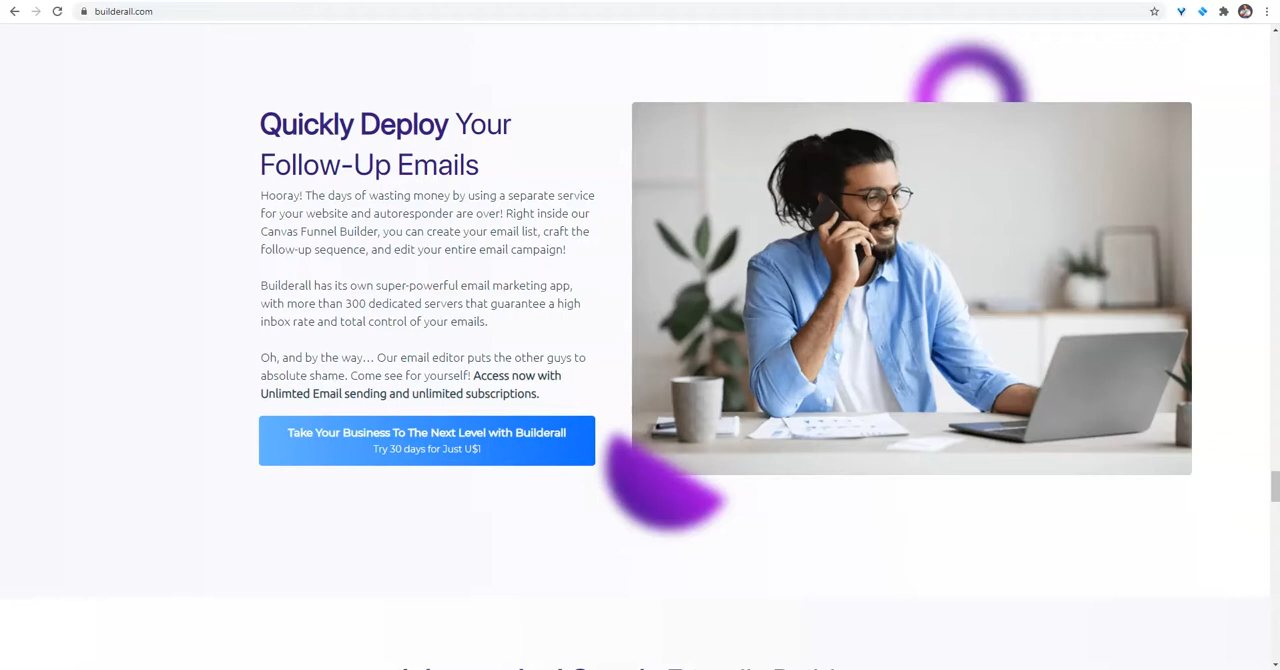 builderall.com
Quickly Deploy Your
Follow-Up Emails
Hooray! The days of wasting money by using a separate service
for your website and autoresponder are over! Right inside our
Canvas Funnel Builder, you can create your email list, craft the
follow-up sequence, and edit your entire email campaign!
Builderall has its own super-powerful email marketing app,
with more than 300 dedicated servers that guarantee a high
inbox rate and total control of your emails.
Oh, and by the way... Our email editor puts the other guys to
absolute shame. Come see for yourself! Access now with
Unlimted Email sending and unlimited subscriptions.
Take Your Business To The Next Level with Builderall
Try 30 days for Just U$1